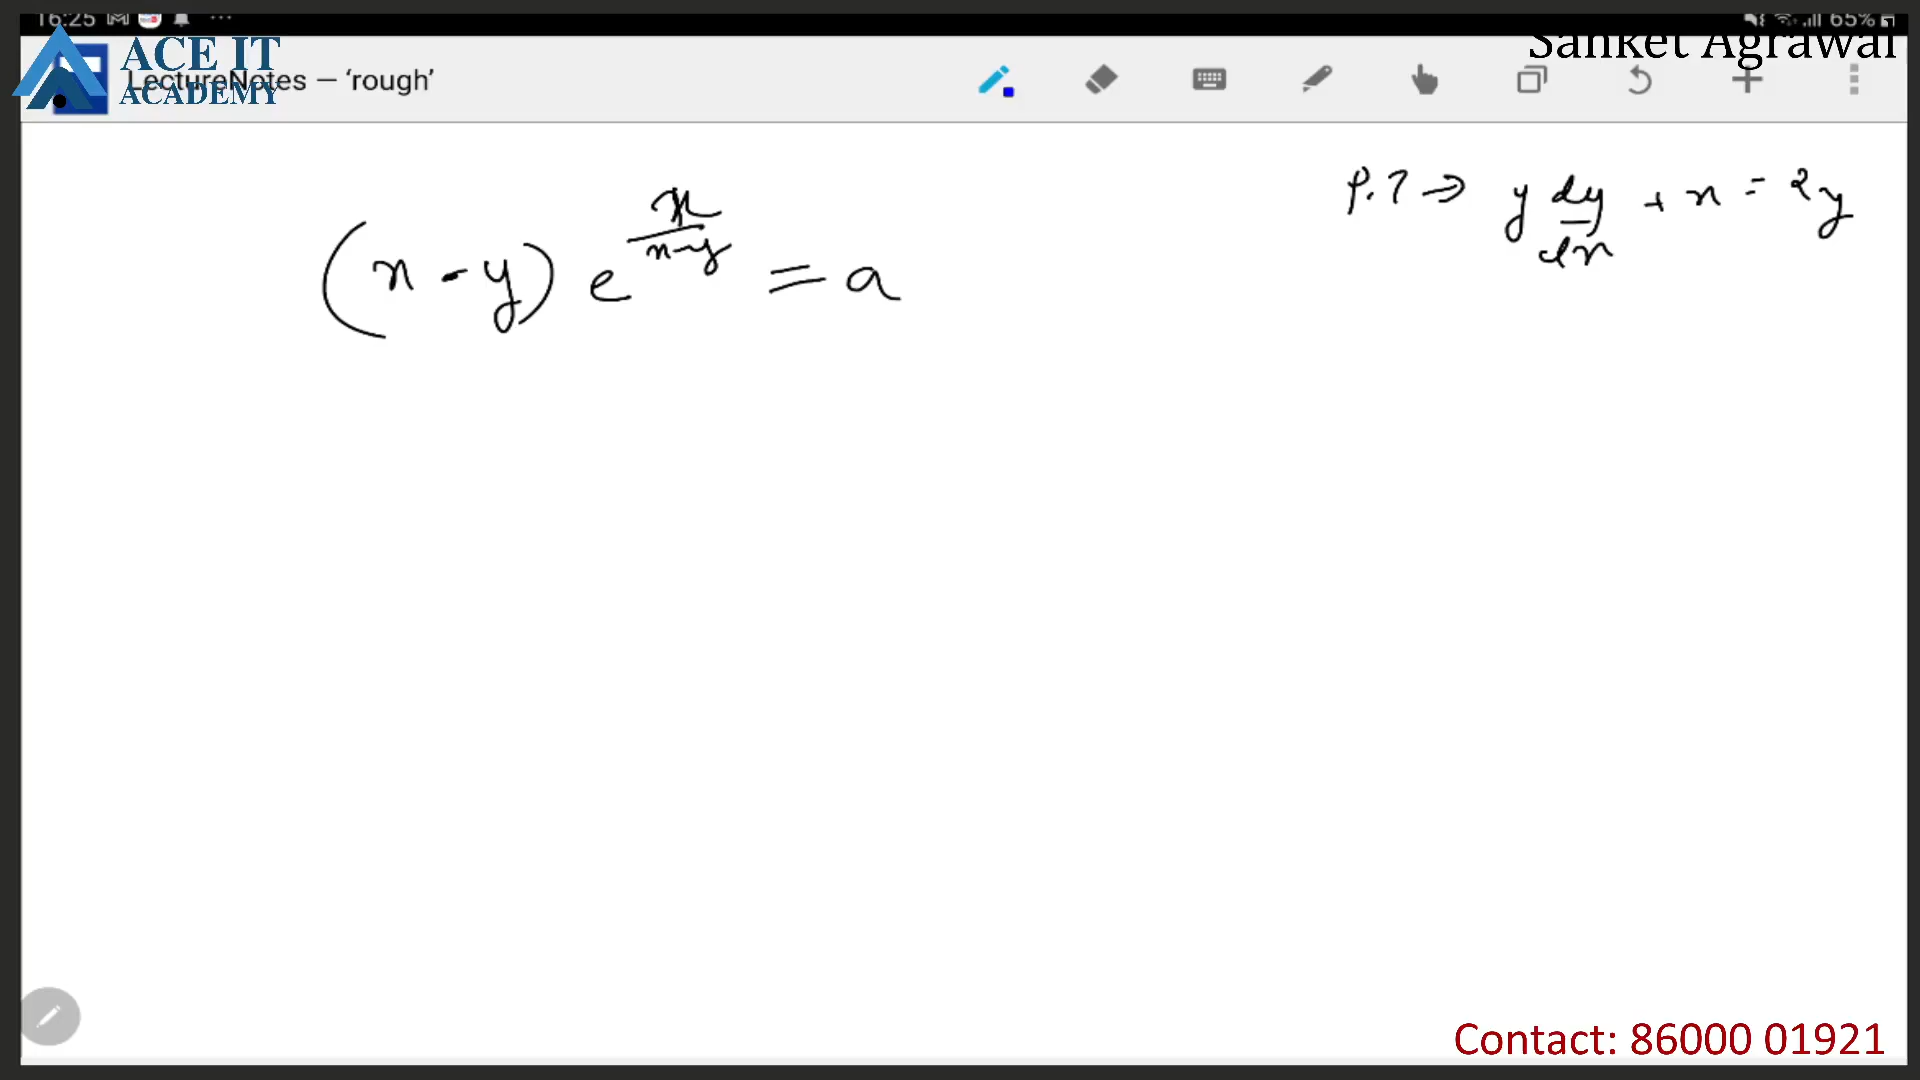 16:25
65%
ACE IT
ACADEMY
Sanket Agrawal
LectureNotes — ‘rough’
(x - y) e^{x/(x-y)} = a
P.T ⇒ y dy/dx + x = 2y
Contact: 86000 01921